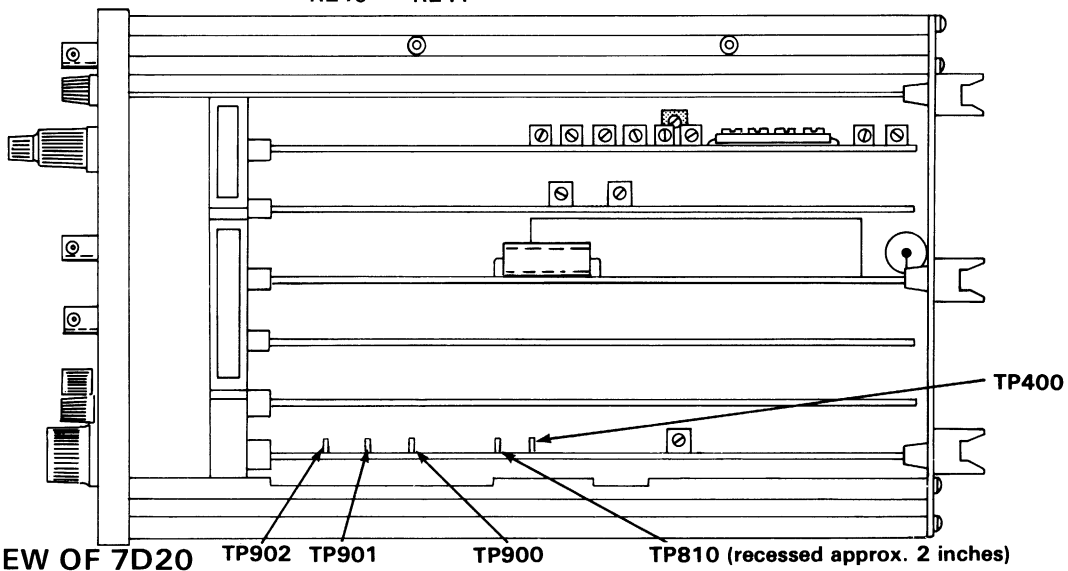 TP400
EW OF 7D20
TP902
TP901
TP900
TP810 (recessed approx. 2 inches)